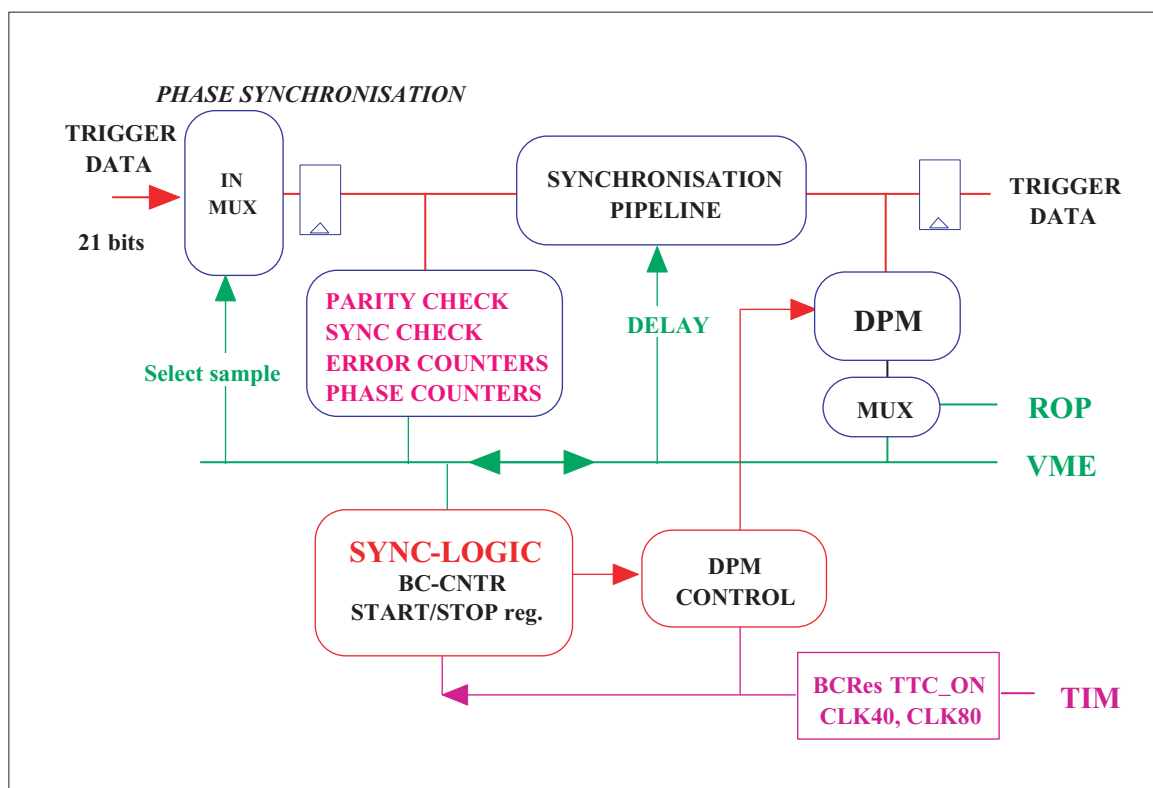 PHASE SYNCHRONISATION
TRIGGER
DATA
21 bits
IN
MUX
SYNCHRONISATION
PIPELINE
TRIGGER
DATA
PARITY CHECK
SYNC CHECK
ERROR COUNTERS
PHASE COUNTERS
DELAY
DPM
Select sample
MUX
ROP
VME
SYNC-LOGIC
BC-CNTR
START/STOP reg.
DPM
CONTROL
BCRes TTC_ON
CLK40, CLK80
TIM